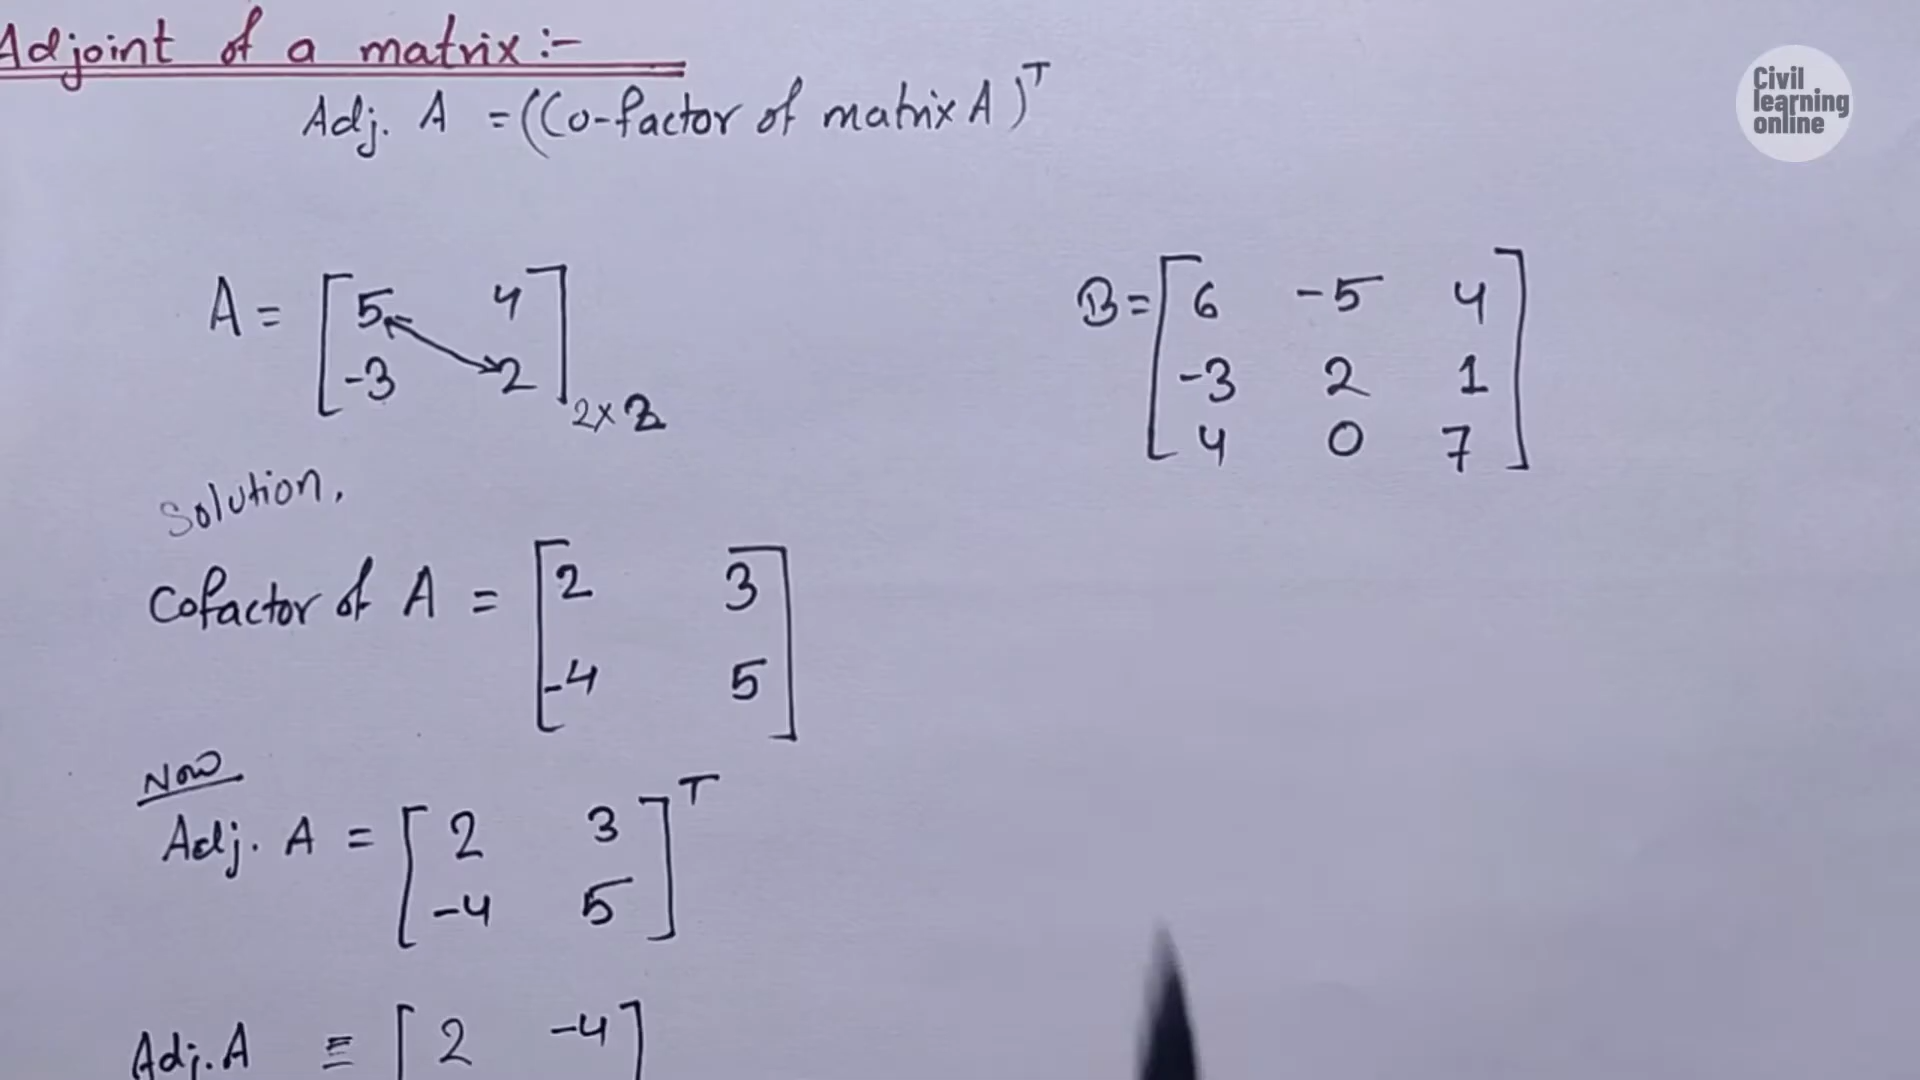 Adjoint of a matrix:-
Adj. A = (Co-factor of matrix A)ᵀ
Civil
learning
online
A = [5 4
-3 2] 2×2
B = [6 -5 4
-3 2 1
4 0 7]
Solution,
Cofactor of A = [2 3
-4 5]
Now
Adj. A = [2 3
-4 5]ᵀ
Adj. A = [2 -4]